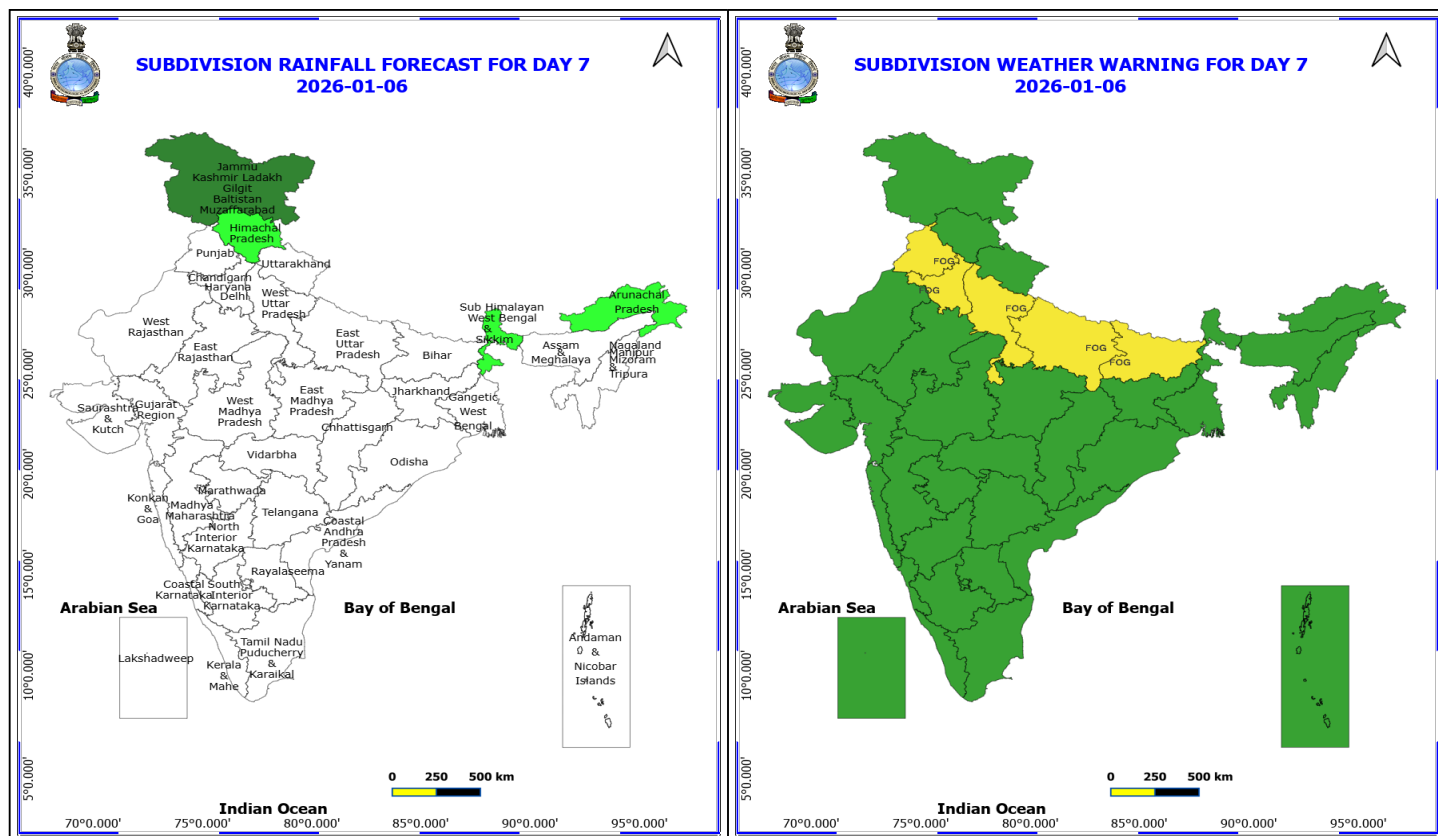 SUBDIVISION RAINFALL FORECAST FOR DAY 7
2026-01-06
40°0.000'
35°0.000'
30°0.000'
25°0.000'
20°0.000'
15°0.000'
10°0.000'
5°0.000'
Jammu
Kashmir Ladakh
Gilgit
Baltistan
Muzaffarabad
Himachal
Pradesh
Punjab
Uttarakhand
Chandigarh
Haryana
Delhi
West
Uttar
Pradesh
West
Rajasthan
East
Rajasthan
East
Uttar
Pradesh
Bihar
Sub Himalayan
West Bengal
&
Sikkim
Arunachal
Pradesh
Assam
&
Meghalaya
Nagaland
Manipur
Mizoram
&
Tripura
Saurashtra
&
Kutch
Gujarat
Region
West
Madhya
Pradesh
East
Madhya
Pradesh
Jharkhand
Gangetic
West
Bengal
Chhattisgarh
Vidarbha
Odisha
Konkan
&
Goa
Madhya
Maharashtra
Marathwada
Telangana
North
Interior
Karnataka
Coastal
Andhra
Pradesh
&
Yanam
Rayalaseema
Coastal
Karnataka
South
Interior
Karnataka
Arabian Sea
Bay of Bengal
Lakshadweep
Kerala
&
Mahe
Tamil Nadu
Puducherry
&
Karaikal
Andaman
&
Nicobar
Islands
0 250 500 km
Indian Ocean
70°0.000' 75°0.000' 80°0.000' 85°0.000' 90°0.000' 95°0.000'
SUBDIVISION WEATHER WARNING FOR DAY 7
2026-01-06
40°0.000'
35°0.000'
30°0.000'
25°0.000'
20°0.000'
15°0.000'
10°0.000'
5°0.000'
FOG
FOG
FOG
FOG
FOG
Arabian Sea
Bay of Bengal
0 250 500 km
Indian Ocean
70°0.000' 75°0.000' 80°0.000' 85°0.000' 90°0.000' 95°0.000'